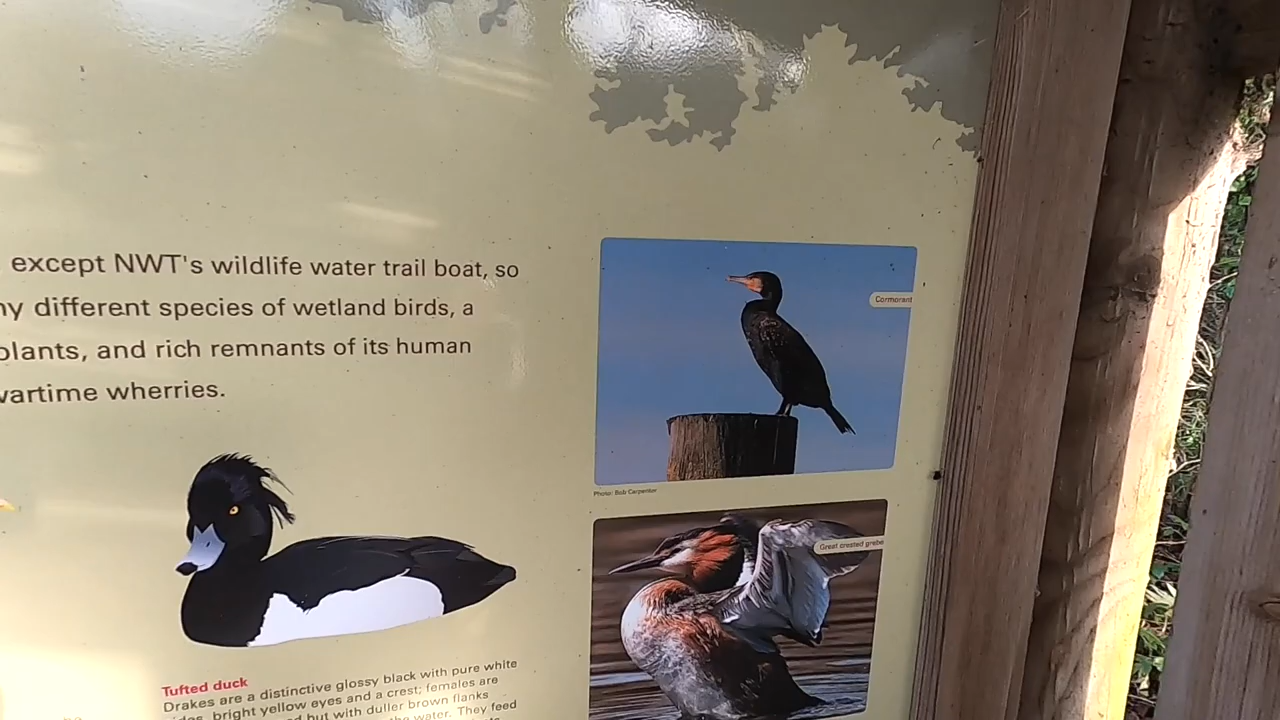 except NWT's wildlife water trail boat, so
different species of wetland birds, a
plants, and rich remnants of its human
wartime wherries.
Cormorant
Photo: Bob Carpenter
Great crested grebe
Tufted duck
Drakes are a distinctive glossy black with pure white
bright yellow eyes and a crest; females are
but with duller brown flanks
the water. They feed